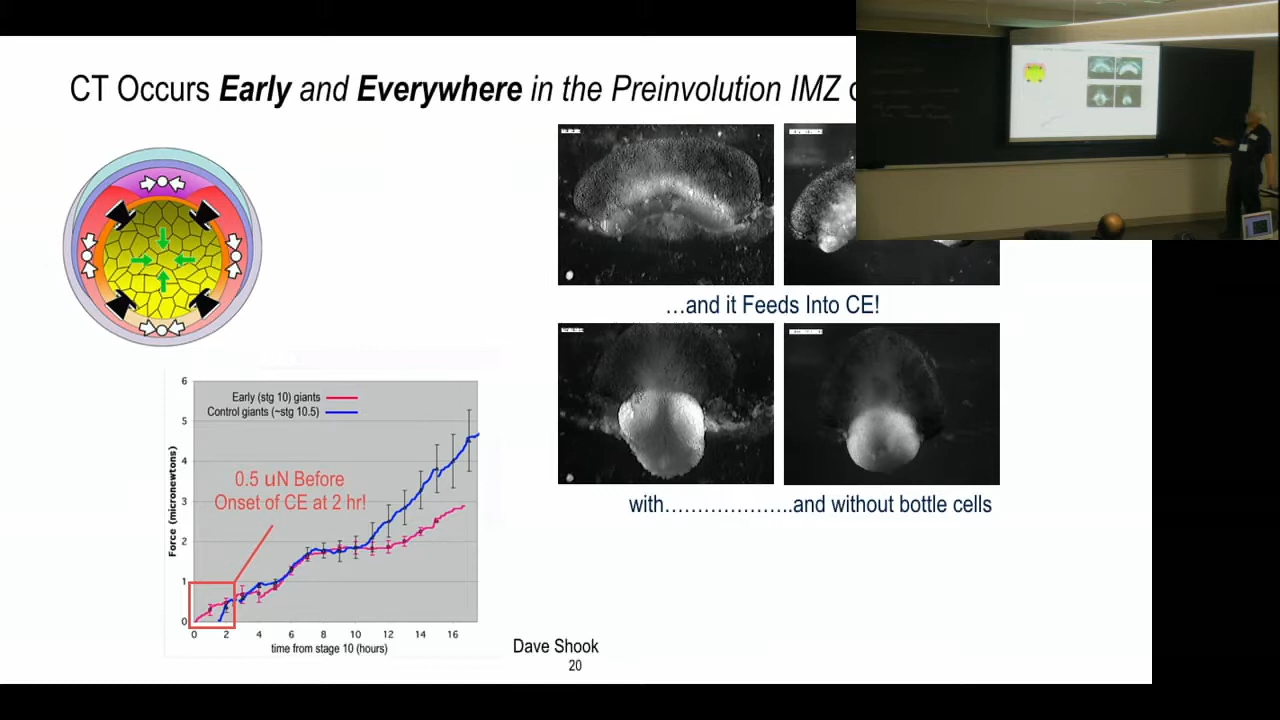 CT Occurs Early and Everywhere in the Preinvolution IMZ
…and it Feeds Into CE!
with………………..and without bottle cells
6
5
4
3
2
1
0
Force (micronewtons)
Early (stg 10) giants
Control giants (~stg 10.5)
0.5 uN Before
Onset of CE at 2 hr!
0 2 4 6 8 10 12 14 16
time from stage 10 (hours)
Dave Shook
20